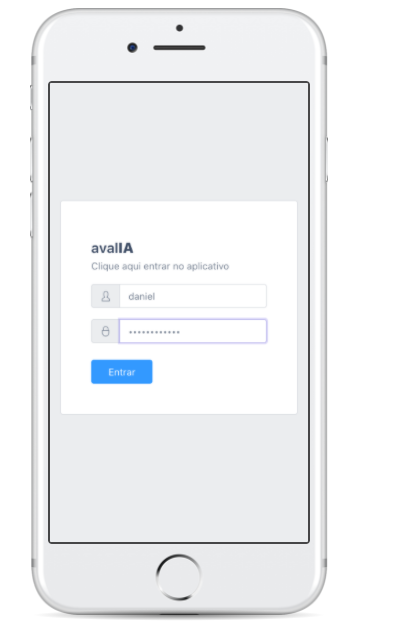 avalIA
Clique aqui entrar no aplicativo
daniel
••••••••••••
Entrar